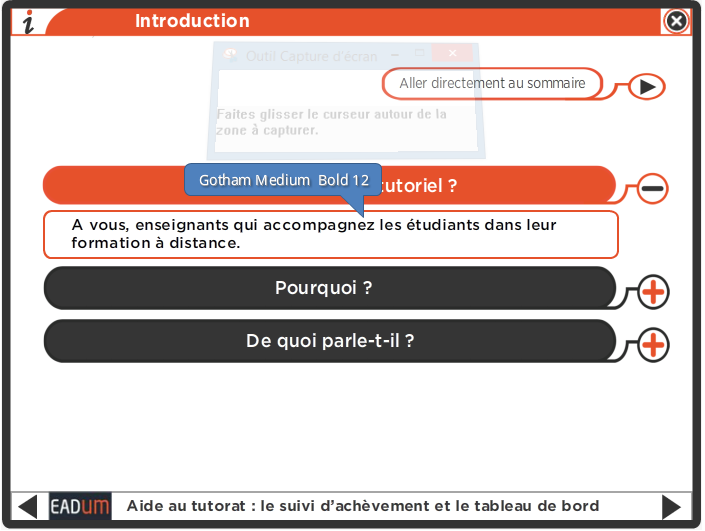 i Introduction
Outil Capture d'écran
Aller directement au sommaire
Faites glisser le curseur autour de la
zone à capturer.
Gotham Medium Bold 12
tutoriel ?
A vous, enseignants qui accompagnez les étudiants dans leur
formation à distance.
Pourquoi ?
De quoi parle-t-il ?
EADum Aide au tutorat : le suivi d'achèvement et le tableau de bord